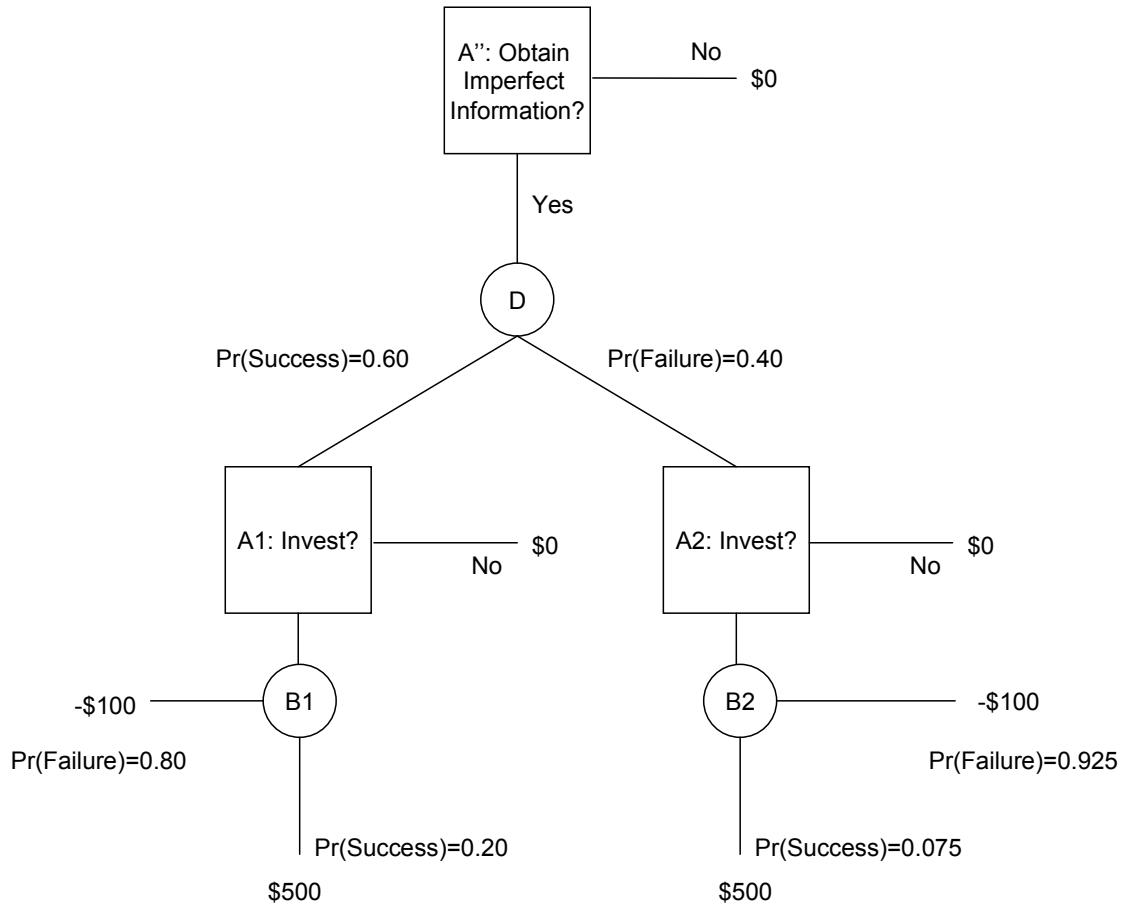 A’’: Obtain
Imperfect
Information?
No
$0
Yes
D
Pr(Success)=0.60
Pr(Failure)=0.40
A1: Invest?
No
$0
A2: Invest?
No
$0
-$100
B1
B2
-$100
Pr(Failure)=0.80
Pr(Failure)=0.925
Pr(Success)=0.20
Pr(Success)=0.075
$500
$500